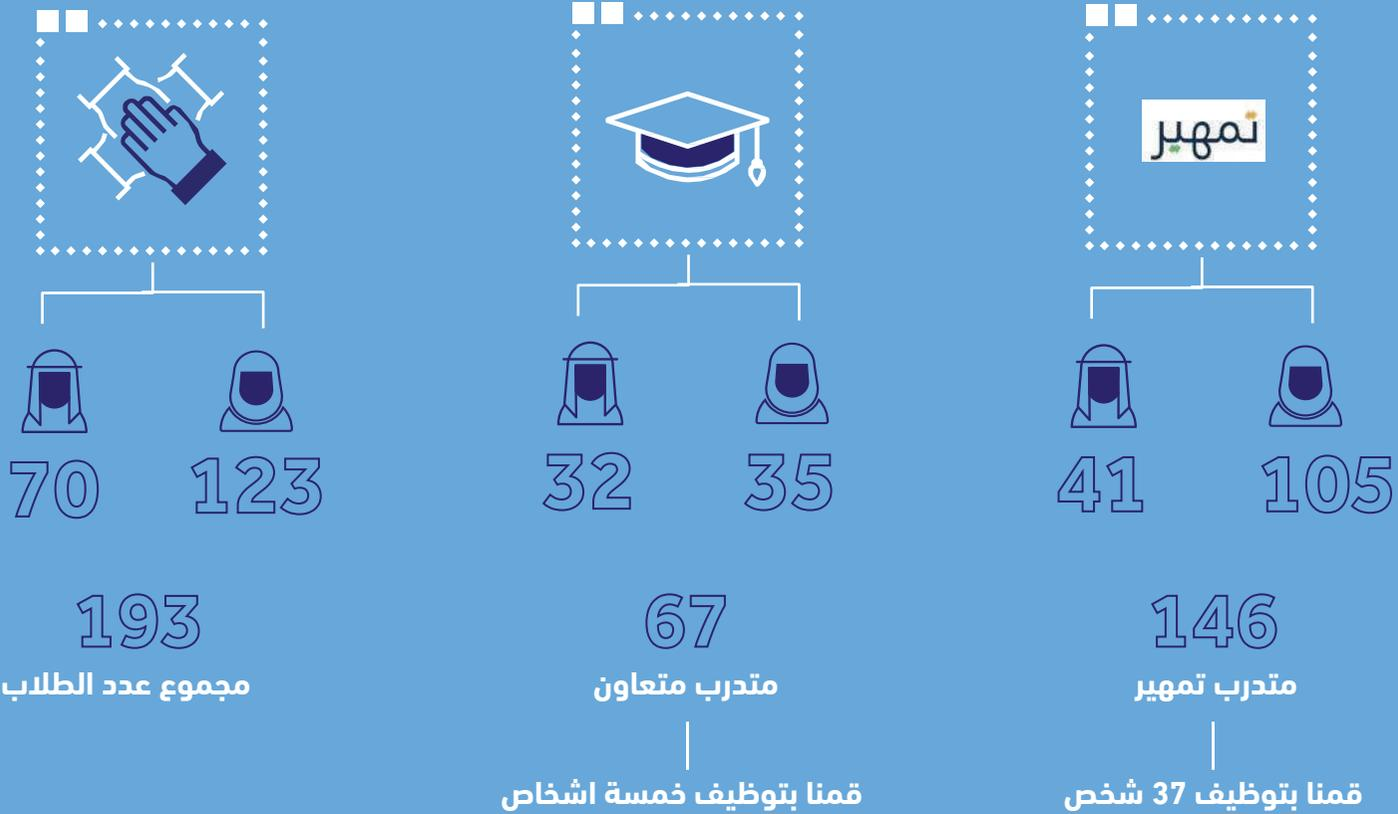 تمهير
105
41
146
متدرب تمهير
قمنا بتوظيف 37 شخص
35
32
67
متدرب متعاون
قمنا بتوظيف خمسة اشخاص
123
70
193
مجموع عدد الطلاب